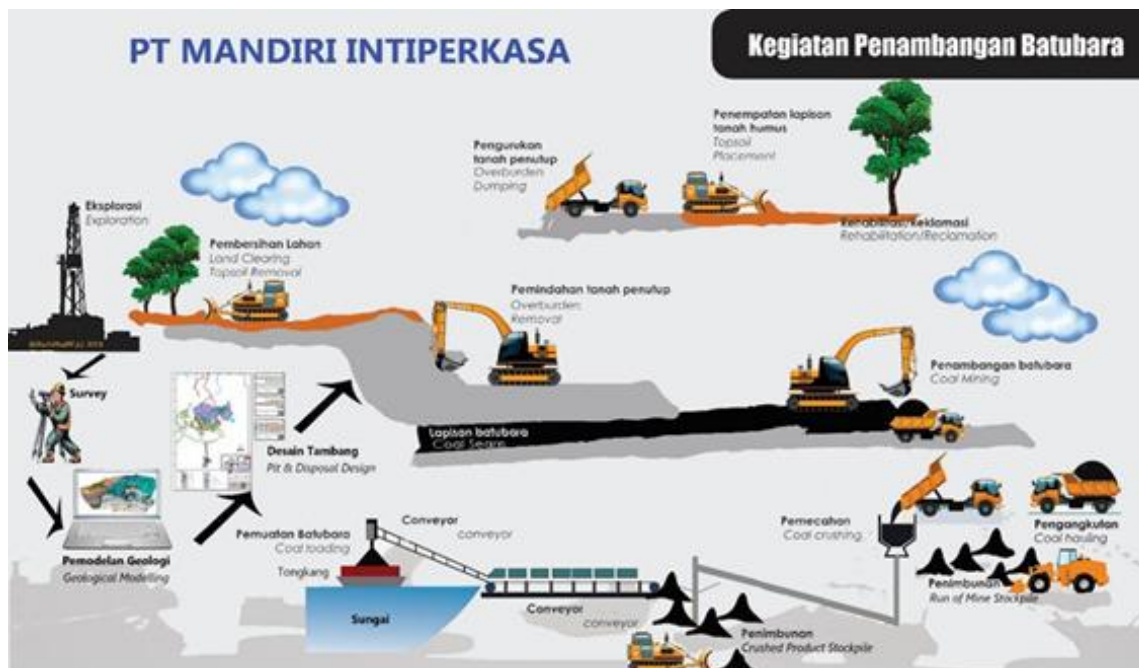 PT MANDIRI INTIPERKASA
Kegiatan Penambangan Batubara
Penempatan lapisan
tanah humus
Topsoil
Placement
Pengurukan
tanah penutup
Overburden
Dumping
Rehabilitasi/Reklamasi
Rehabilitation/Reclamation
Eksplorasi
Exploration
Pembersihan Lahan
Land Clearing
Topsoil Removal
Pemindahan tanah penutup
Overburden
Removal
Penambangan batubara
Coal Mining
Survey
Lapisan batubara
Coal Seam
Desain Tambang
Pit & Disposal Design
Pemodelan Geologi
Geological Modelling
Pemuatan Batubara
Coal loading
Tongkang
Conveyor
conveyor
Sungai
Conveyor
conveyor
Pemecahan
Coal crushing
Pengangkutan
Coal hauling
Penimbunan
Run of Mine Stockpile
Penimbunan
Crushed Product Stockpile